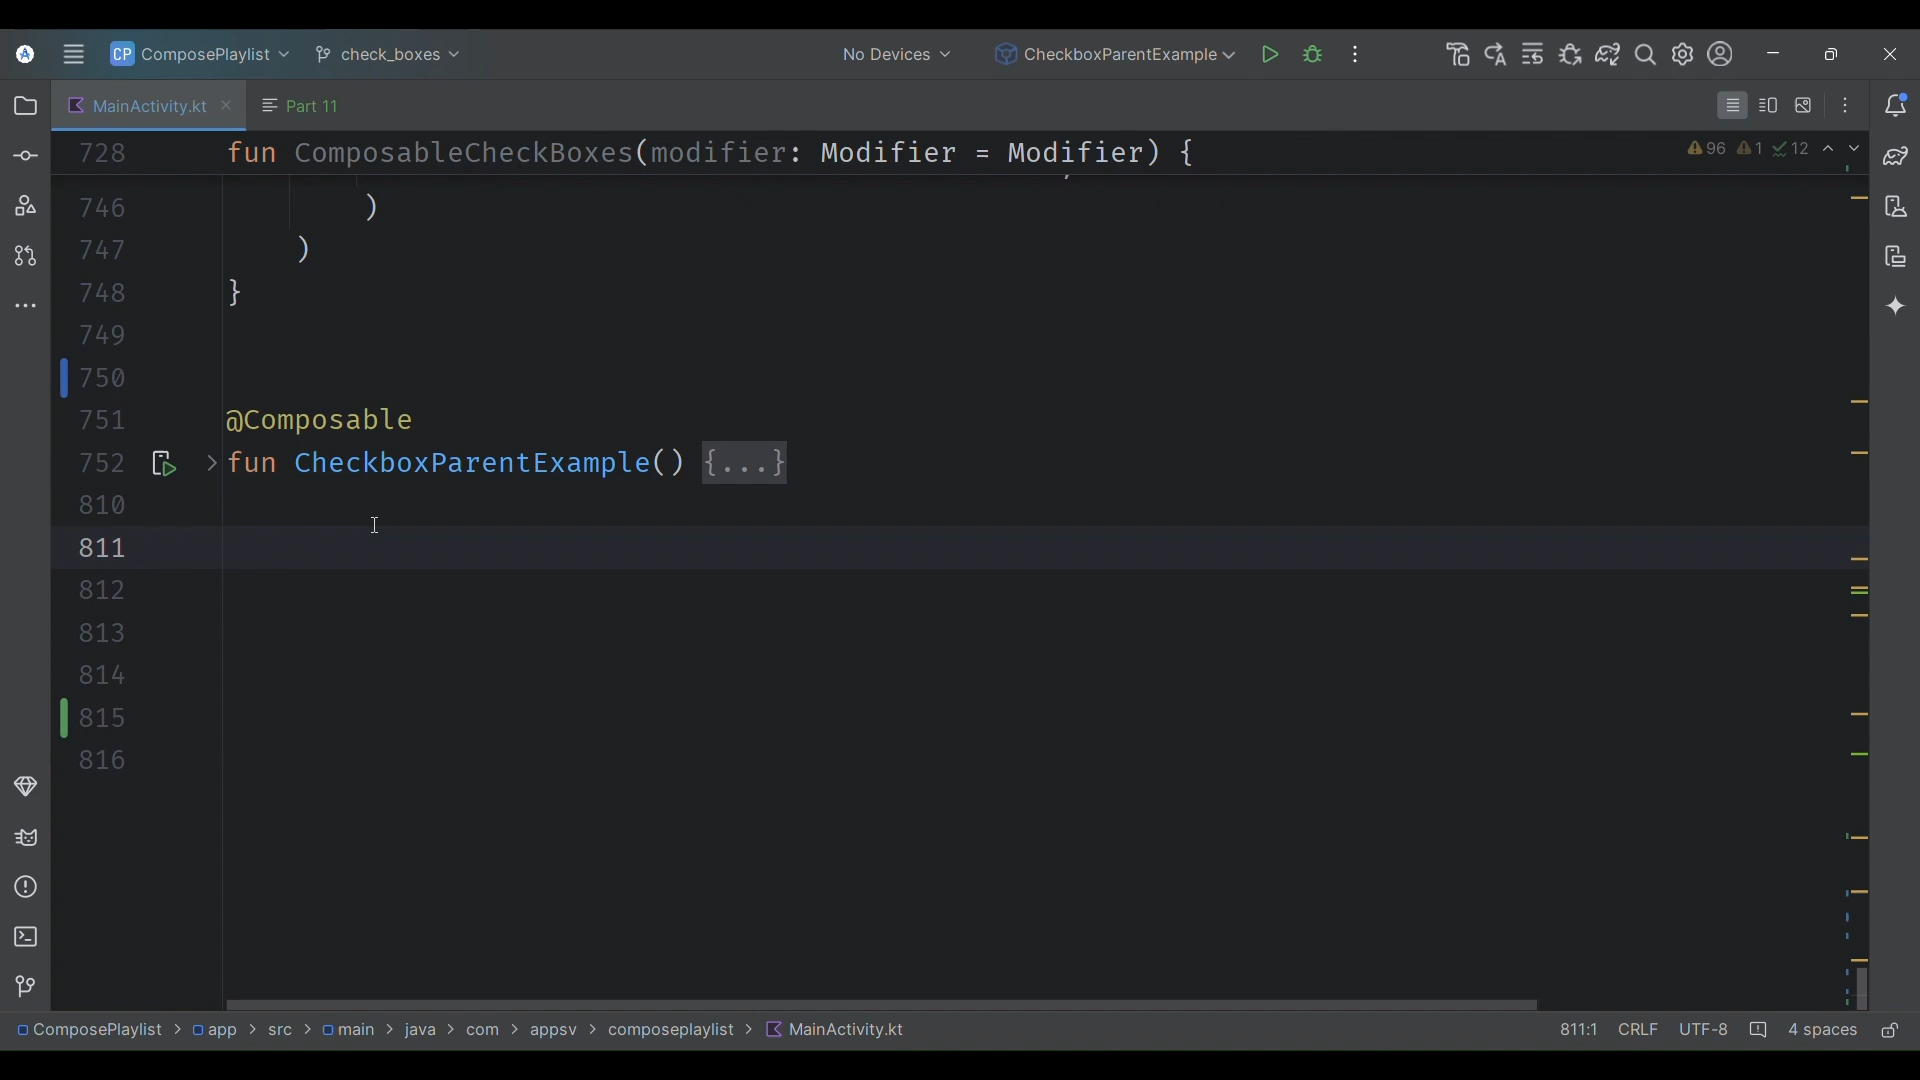 CP ComposePlaylist check_boxes No Devices CheckboxParentExample
MainActivity.kt Part 11
728 fun ComposableCheckBoxes(modifier: Modifier = Modifier) { 96 1 12
746 )
747 )
748 }
749
750
751 @Composable
752 fun CheckboxParentExample() {...}
810
811
812
813
814
815
816
ComposePlaylist > app > src > main > java > com > appsv > composeplaylist > MainActivity.kt 811:1 CRLF UTF-8 4 spaces